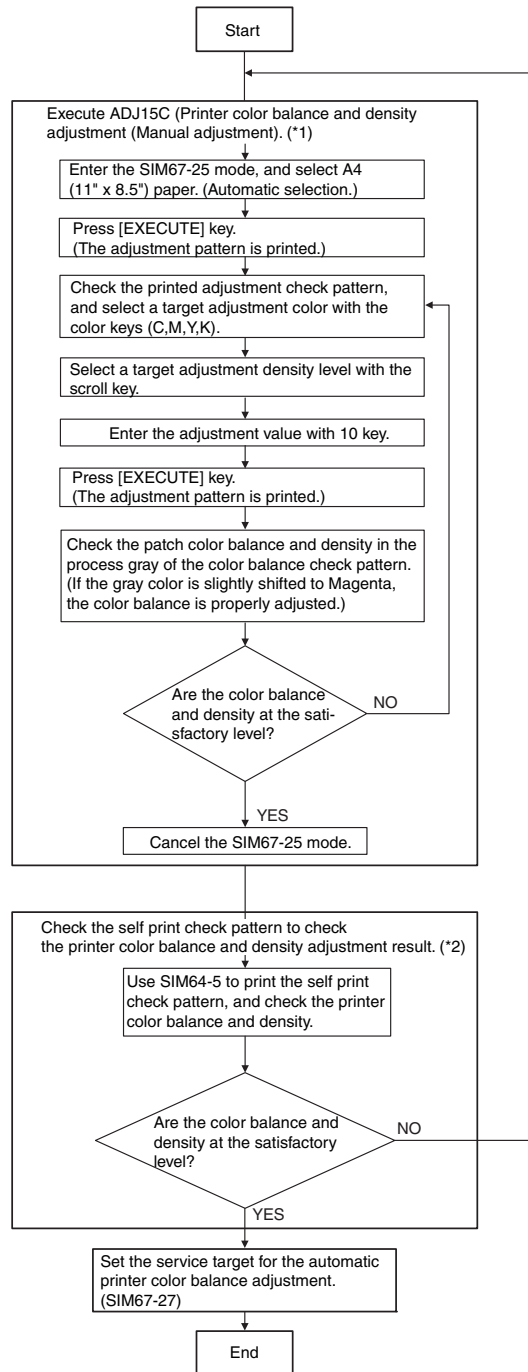 Start
Execute ADJ15C (Printer color balance and density
adjustment (Manual adjustment). (*1)
Enter the SIM67-25 mode, and select A4
(11" x 8.5") paper. (Automatic selection.)
Press [EXECUTE] key.
(The adjustment pattern is printed.)
Check the printed adjustment check pattern,
and select a target adjustment color with the
color keys (C,M,Y,K).
Select a target adjustment density level with the
scroll key.
Enter the adjustment value with 10 key.
Press [EXECUTE] key.
(The adjustment pattern is printed.)
Check the patch color balance and density in the
process gray of the color balance check pattern.
(If the gray color is slightly shifted to Magenta,
the color balance is properly adjusted.)
Are the color balance
and density at the sati-
sfactory level?
NO
YES
Cancel the SIM67-25 mode.
Check the self print check pattern to check
the printer color balance and density adjustment result. (*2)
Use SIM64-5 to print the self print
check pattern, and check the printer
color balance and density.
Are the color balance and
density at the satisfactory
level?
NO
YES
Set the service target for the automatic
printer color balance adjustment.
(SIM67-27)
End